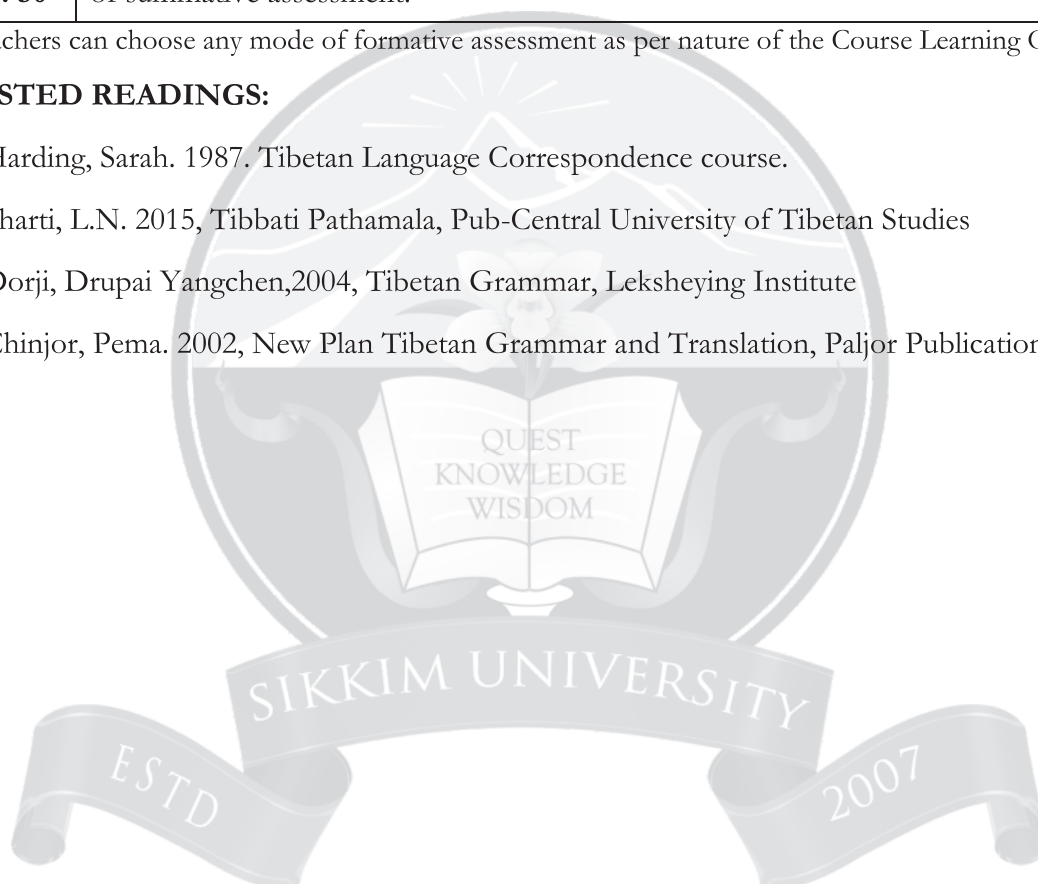 of summative assessment.
achers can choose any mode of formative assessment as per nature of the Course Learning
STED READINGS:
Harding, Sarah. 1987. Tibetan Language Correspondence course.
harti, L.N. 2015, Tibbati Pathamala, Pub-Central University of Tibetan Studies
Dorji, Drupai Yangchen,2004, Tibetan Grammar, Leksheying Institute
Chinjor, Pema. 2002, New Plan Tibetan Grammar and Translation, Paljor Publication
QUEST
KNOWLEDGE
WISDOM
SIKKIM UNIVERSITY
ESTD
2007